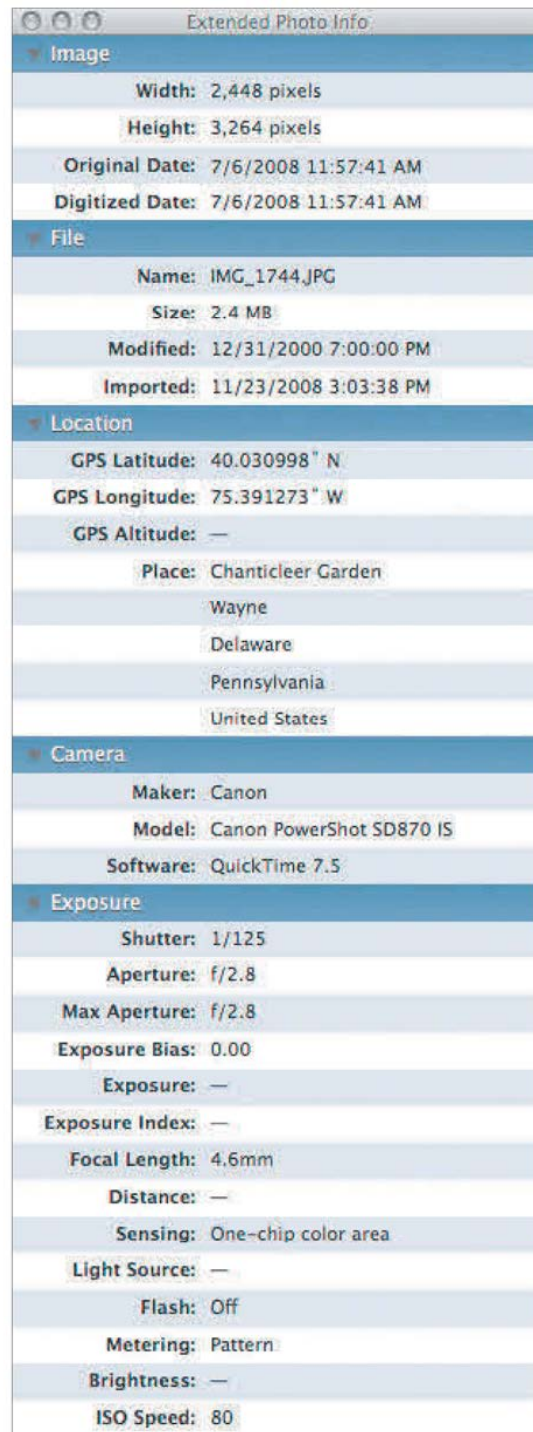 Extended Photo Info
Image
Width: 2,448 pixels
Height: 3,264 pixels
Original Date: 7/6/2008 11:57:41 AM
Digitized Date: 7/6/2008 11:57:41 AM
File
Name: IMG_1744.JPG
Size: 2.4 MB
Modified: 12/31/2000 7:00:00 PM
Imported: 11/23/2008 3:03:38 PM
Location
GPS Latitude: 40.030998° N
GPS Longitude: 75.391273° W
GPS Altitude: —
Place: Chanticleer Garden
Wayne
Delaware
Pennsylvania
United States
Camera
Maker: Canon
Model: Canon PowerShot SD870 IS
Software: QuickTime 7.5
Exposure
Shutter: 1/125
Aperture: f/2.8
Max Aperture: f/2.8
Exposure Bias: 0.00
Exposure: —
Exposure Index: —
Focal Length: 4.6mm
Distance: —
Sensing: One-chip color area
Light Source: —
Flash: Off
Metering: Pattern
Brightness: —
ISO Speed: 80